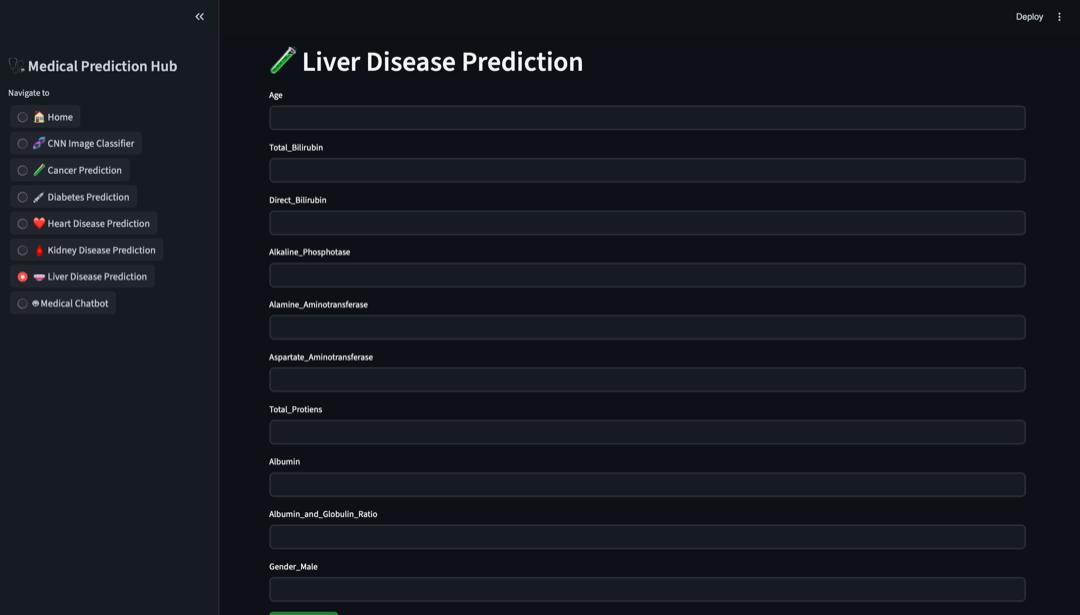 Deploy
Medical Prediction Hub
Navigate to
Home
CNN Image Classifier
Cancer Prediction
Diabetes Prediction
Heart Disease Prediction
Kidney Disease Prediction
Liver Disease Prediction
Medical Chatbot
Liver Disease Prediction
Age
Total_Bilirubin
Direct_Bilirubin
Alkaline_Phosphotase
Alamine_Aminotransferase
Aspartate_Aminotransferase
Total_Protiens
Albumin
Albumin_and_Globulin_Ratio
Gender_Male